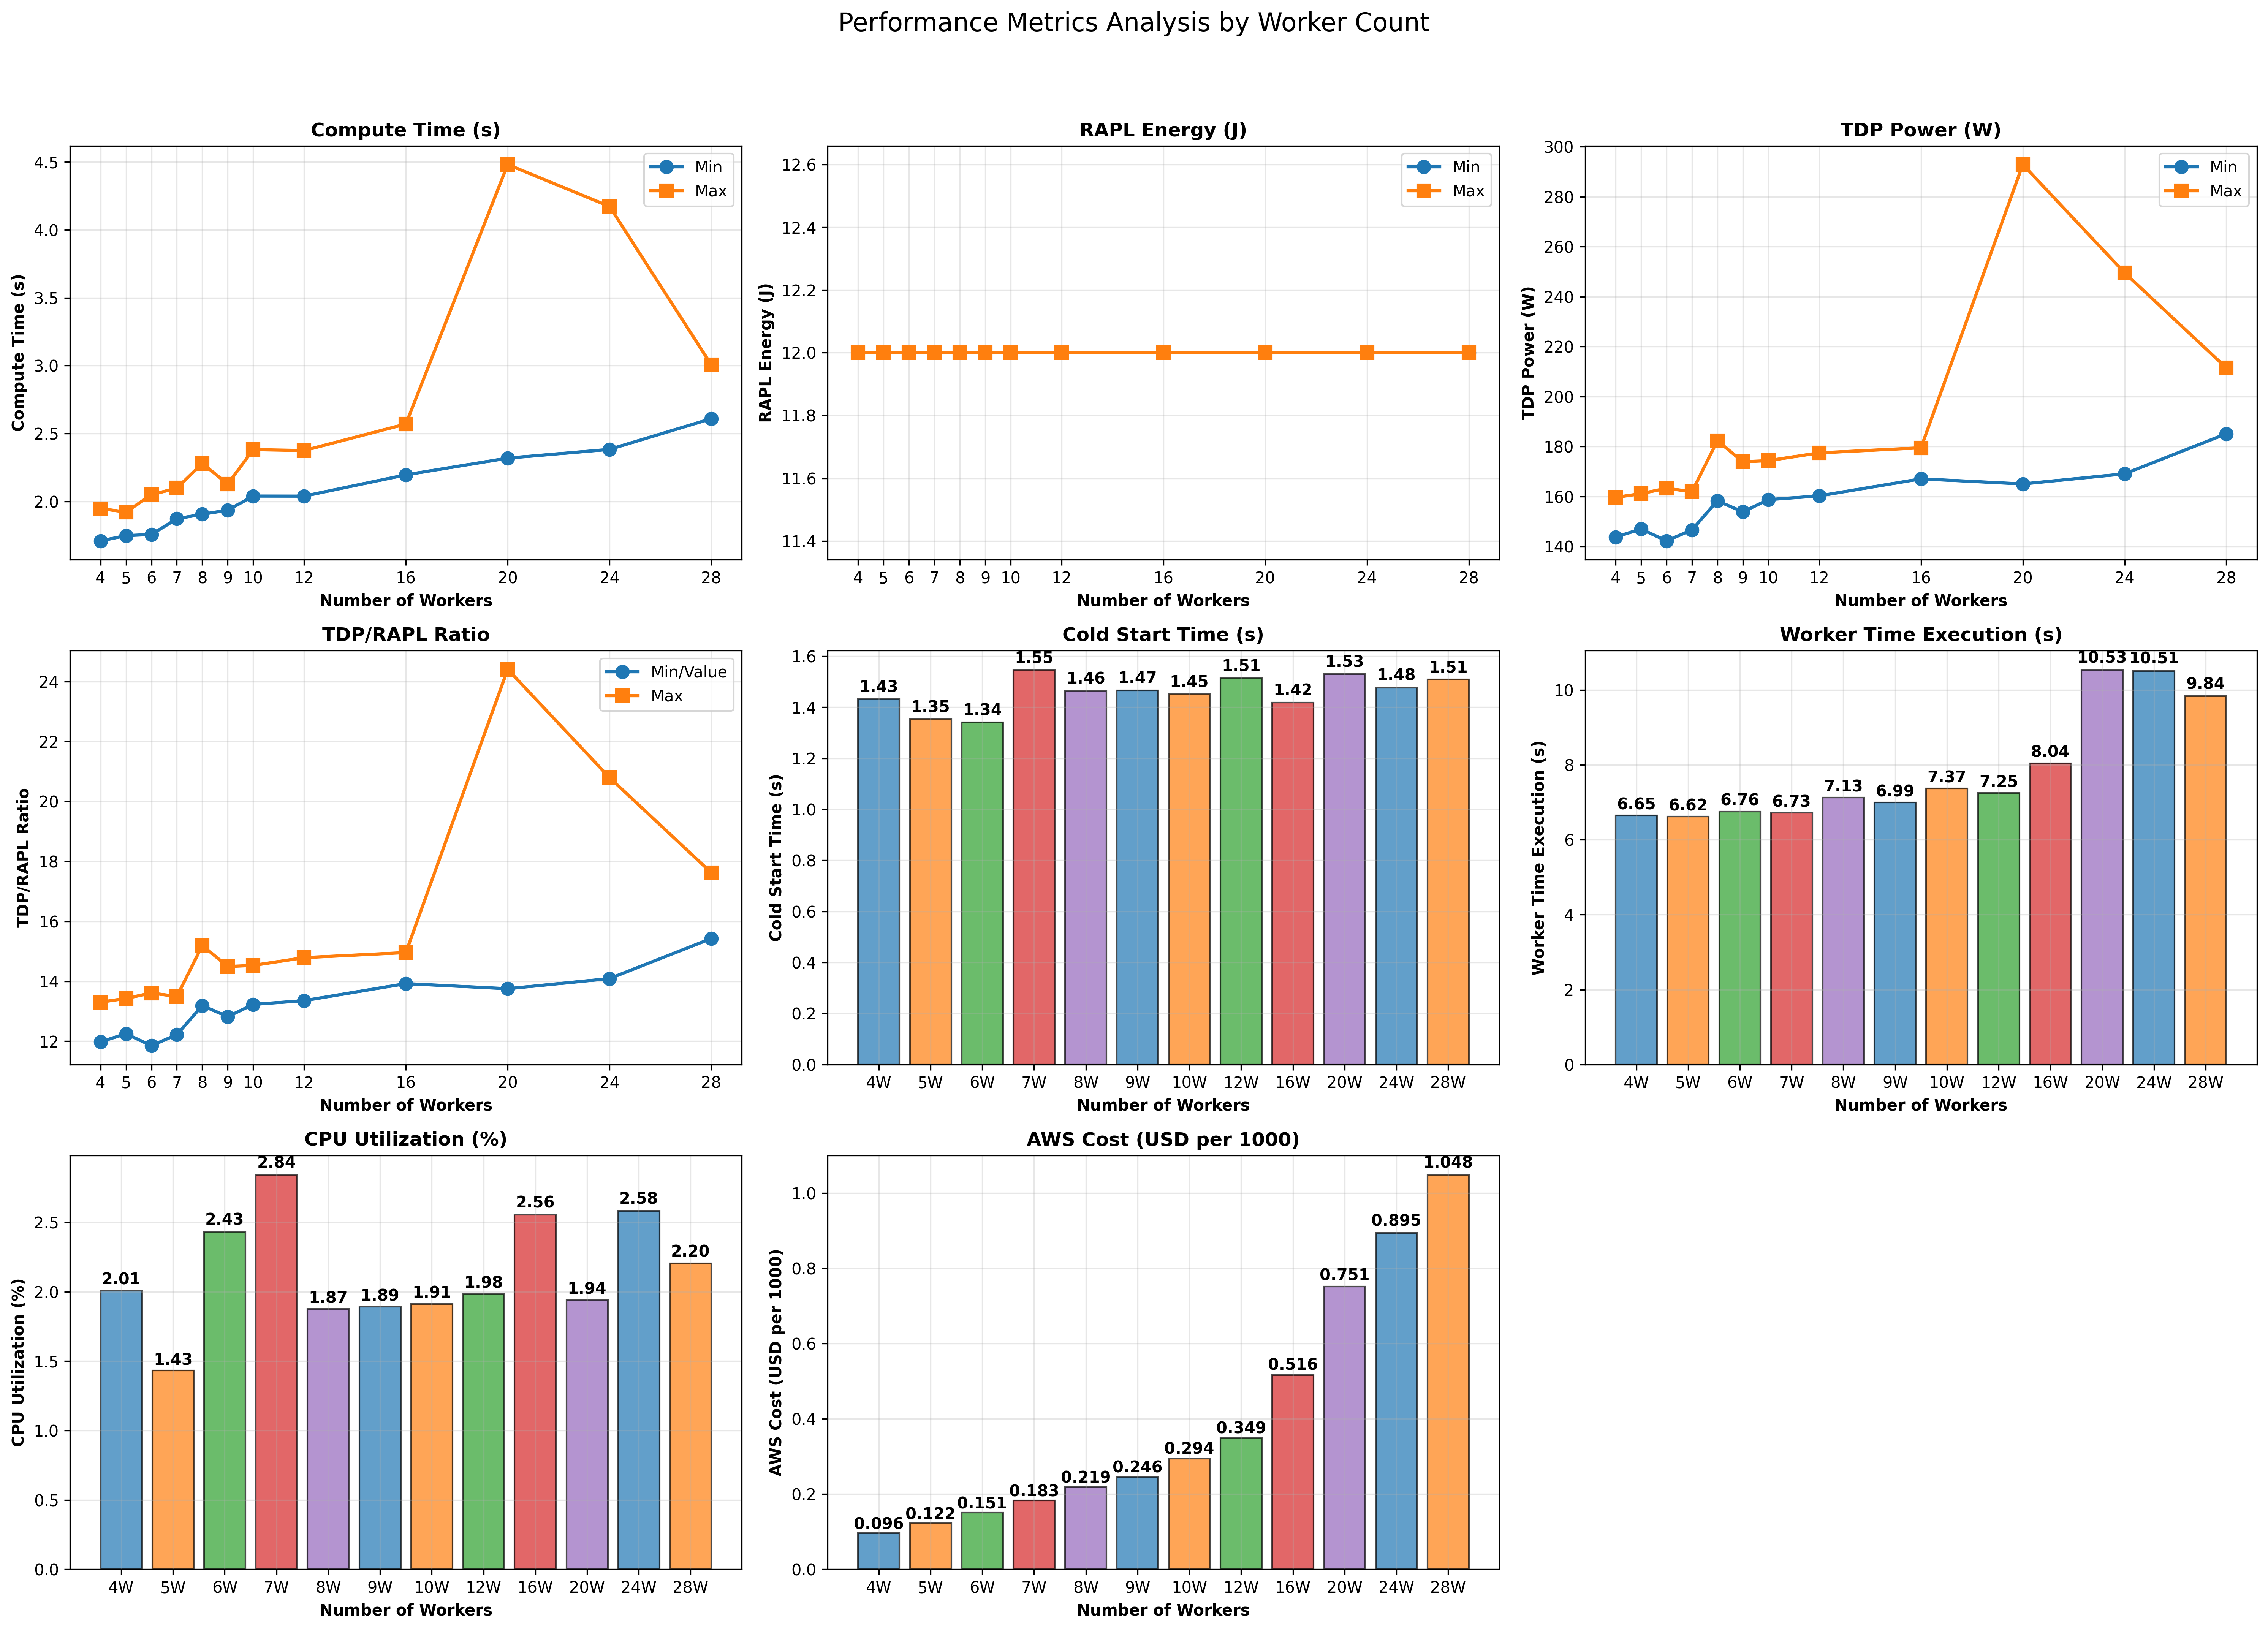 Performance Metrics Analysis by Worker Count
Compute Time (s)
Compute Time (s)
4.5
4.0
3.5
3.0
2.5
2.0
Min
Max
4 5 6 7 8 9 10 12 16 20 24 28
Number of Workers
RAPL Energy (J)
RAPL Energy (J)
12.6
12.4
12.2
12.0
11.8
11.6
11.4
Min
Max
4 5 6 7 8 9 10 12 16 20 24 28
Number of Workers
TDP Power (W)
TDP Power (W)
300
280
260
240
220
200
180
160
140
Min
Max
4 5 6 7 8 9 10 12 16 20 24 28
Number of Workers
TDP/RAPL Ratio
TDP/RAPL Ratio
24
22
20
18
16
14
12
Min/Value
Max
4 5 6 7 8 9 10 12 16 20 24 28
Number of Workers
Cold Start Time (s)
Cold Start Time (s)
1.6
1.4
1.2
1.0
0.8
0.6
0.4
0.2
0.0
1.43 1.35 1.34 1.55 1.46 1.47 1.45 1.51 1.42 1.53 1.48 1.51
4W 5W 6W 7W 8W 9W 10W 12W 16W 20W 24W 28W
Number of Workers
Worker Time Execution (s)
Worker Time Execution (s)
10
8
6
4
2
0
6.65 6.62 6.76 6.73 7.13 6.99 7.37 7.25 8.04 10.53 10.51 9.84
4W 5W 6W 7W 8W 9W 10W 12W 16W 20W 24W 28W
Number of Workers
CPU Utilization (%)
CPU Utilization (%)
2.5
2.0
1.5
1.0
0.5
0.0
2.01 1.43 2.43 2.84 1.87 1.89 1.91 1.98 2.56 1.94 2.58 2.20
4W 5W 6W 7W 8W 9W 10W 12W 16W 20W 24W 28W
Number of Workers
AWS Cost (USD per 1000)
AWS Cost (USD per 1000)
1.0
0.8
0.6
0.4
0.2
0.0
0.096 0.122 0.151 0.183 0.219 0.246 0.294 0.349 0.516 0.751 0.895 1.048
4W 5W 6W 7W 8W 9W 10W 12W 16W 20W 24W 28W
Number of Workers